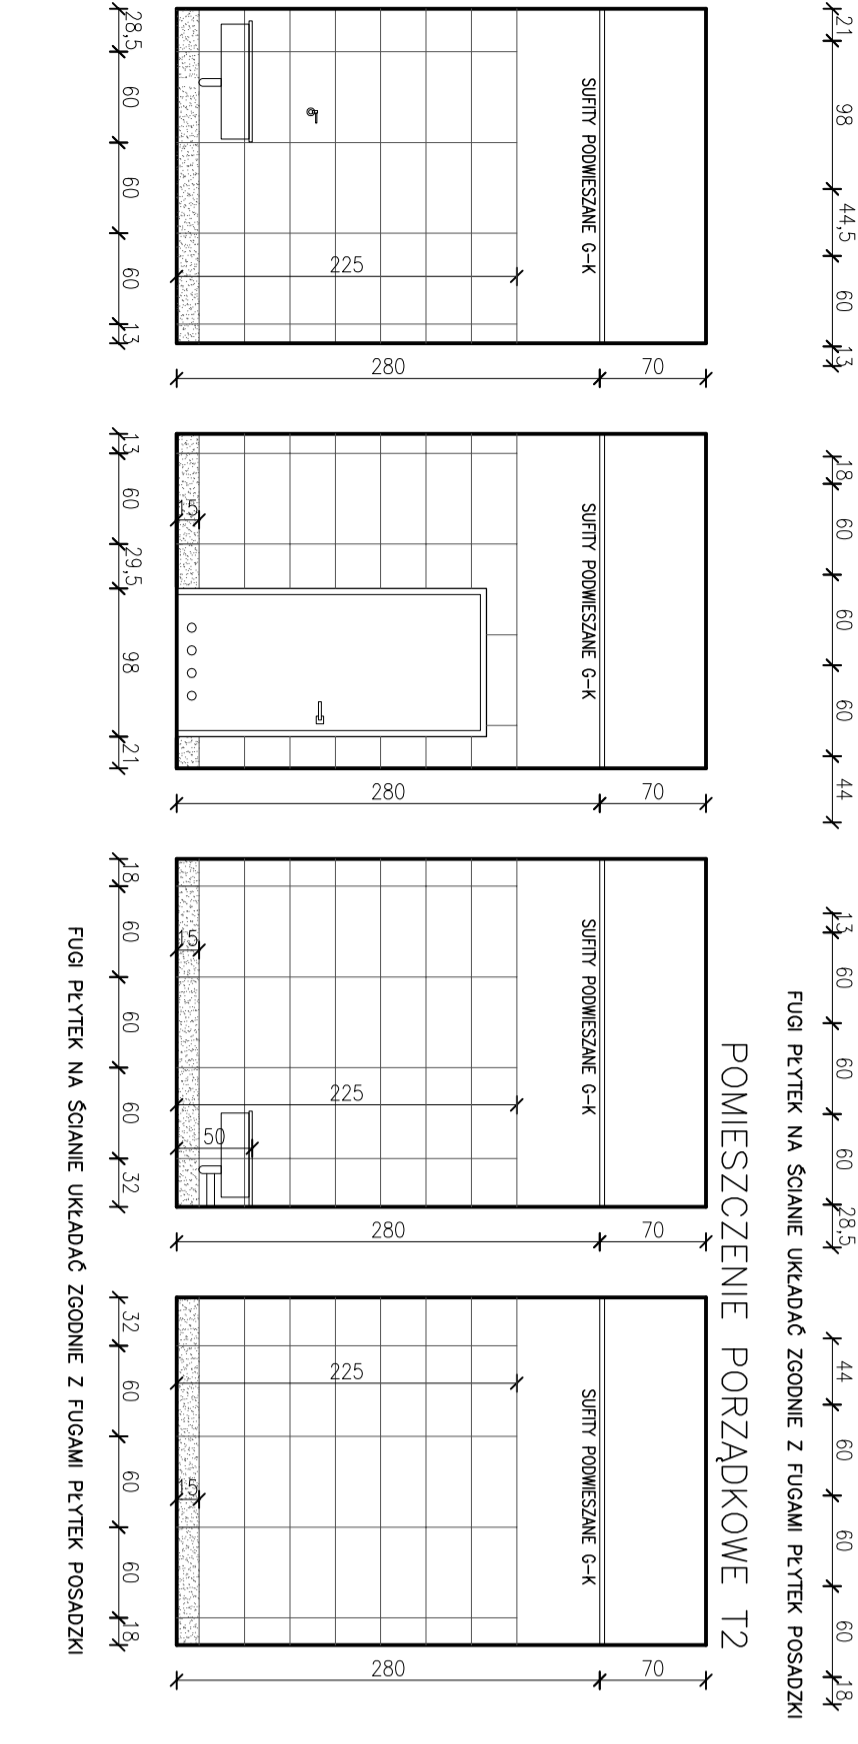 21 98 44,5 60 13 18 60 60 60 44 13 60 60 60 28,5 44 60 60 60 18
FUGI PŁYTEK NA ŚCIANIE UKŁADAĆ ZGODNIE Z FUGAMI PŁYTEK POSADZKI
POMIESZCZENIE PORZĄDKOWE T2
SUFITY PODWIESZANE G-K
70
280
225
28,5 60 60 60 13
SUFITY PODWIESZANE G-K
70
280
15
13 60 29,5 98 21
SUFITY PODWIESZANE G-K
70
280
225
50
15
18 60 60 60 32
SUFITY PODWIESZANE G-K
70
280
225
15
32 60 60 60 18
FUGI PŁYTEK NA ŚCIANIE UKŁADAĆ ZGODNIE Z FUGAMI PŁYTEK POSADZKI